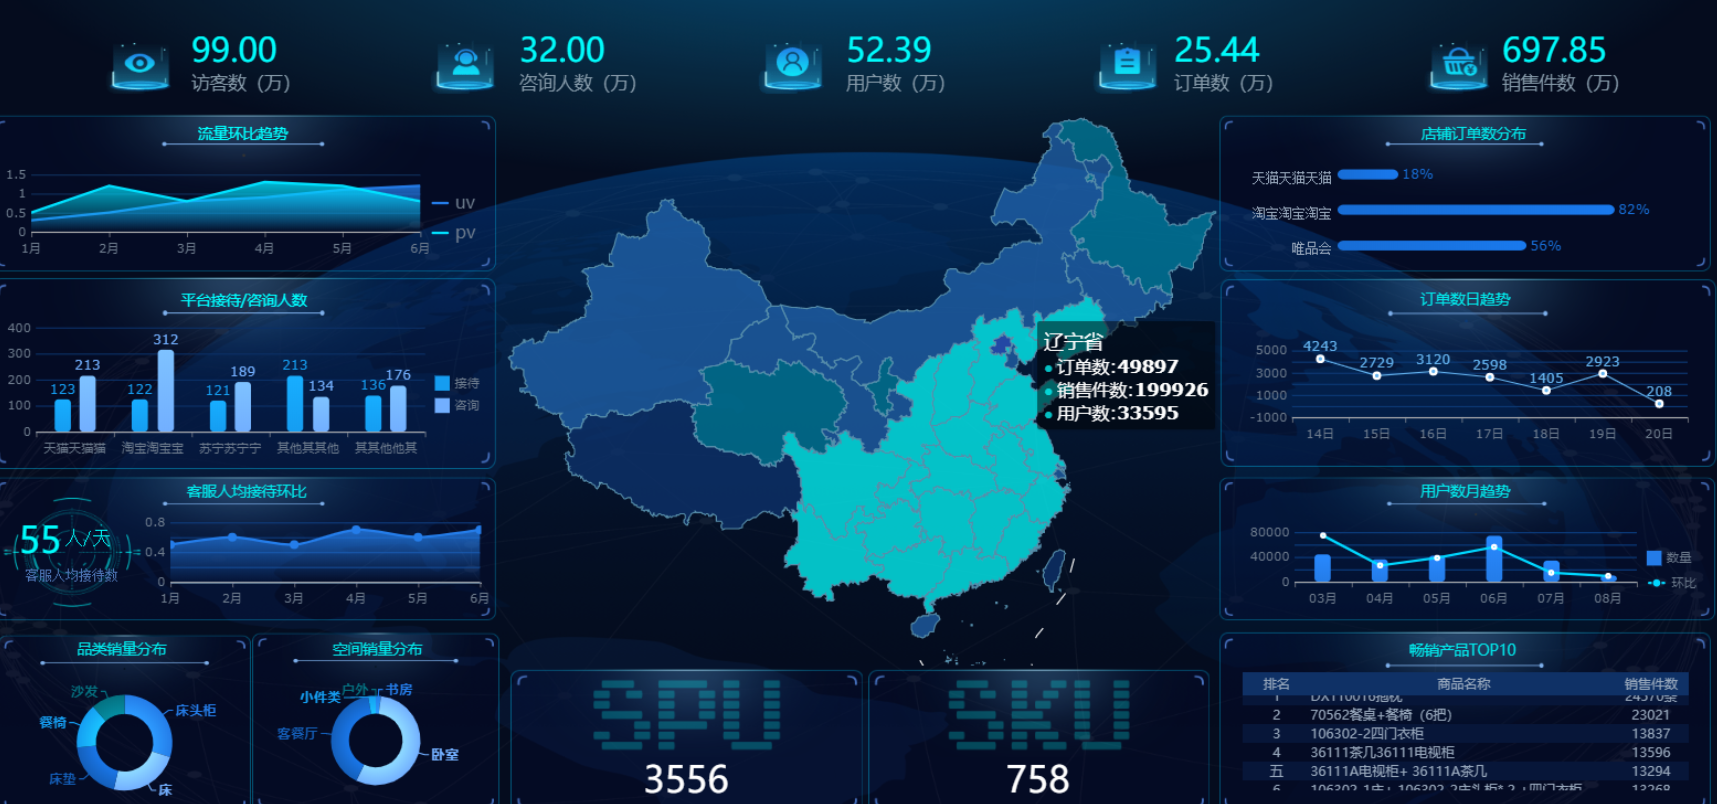 99.00
访客数（万）
32.00
咨询人数（万）
52.39
用户数（万）
25.44
订单数（万）
697.85
销售件数（万）
流量环比趋势
1.5
1
0.5
0
1月 2月 3月 4月 5月 6月
uv
pv
平台接待/咨询人数
400
300
200
100
0
123 213 122 312 121 189 213 134 136 176
天猫天猫猫 淘宝淘宝宝 苏宁苏宁宁 其他其其他 其其他他其
接待
咨询
55 人/天
客服人均接待数
客服人均接待环比
0.8
0.4
0
1月 2月 3月 4月 5月 6月
品类销量分布
沙发
床头柜
餐椅
床垫
床
空间销量分布
户外
书房
小件类
客餐厅
卧室
辽宁省
订单数:49897
销售件数:199926
用户数:33595
SPU
3556
SKU
758
店铺订单数分布
天猫天猫天猫 18%
淘宝淘宝淘宝 82%
唯品会 56%
订单数日趋势
5000
3000
1000
-1000
4243 2729 3120 2598 1405 2923 208
14日 15日 16日 17日 18日 19日 20日
用户数月趋势
80000
40000
0
03月 04月 05月 06月 07月 08月
数量
环比
畅销产品TOP10
排名 商品名称 销售件数
1
2 70562餐桌+餐椅（6把） 23021
3 106302-2四门衣柜 13837
4 36111茶几36111电视柜 13596
五 36111A电视柜+ 36111A茶几 13294